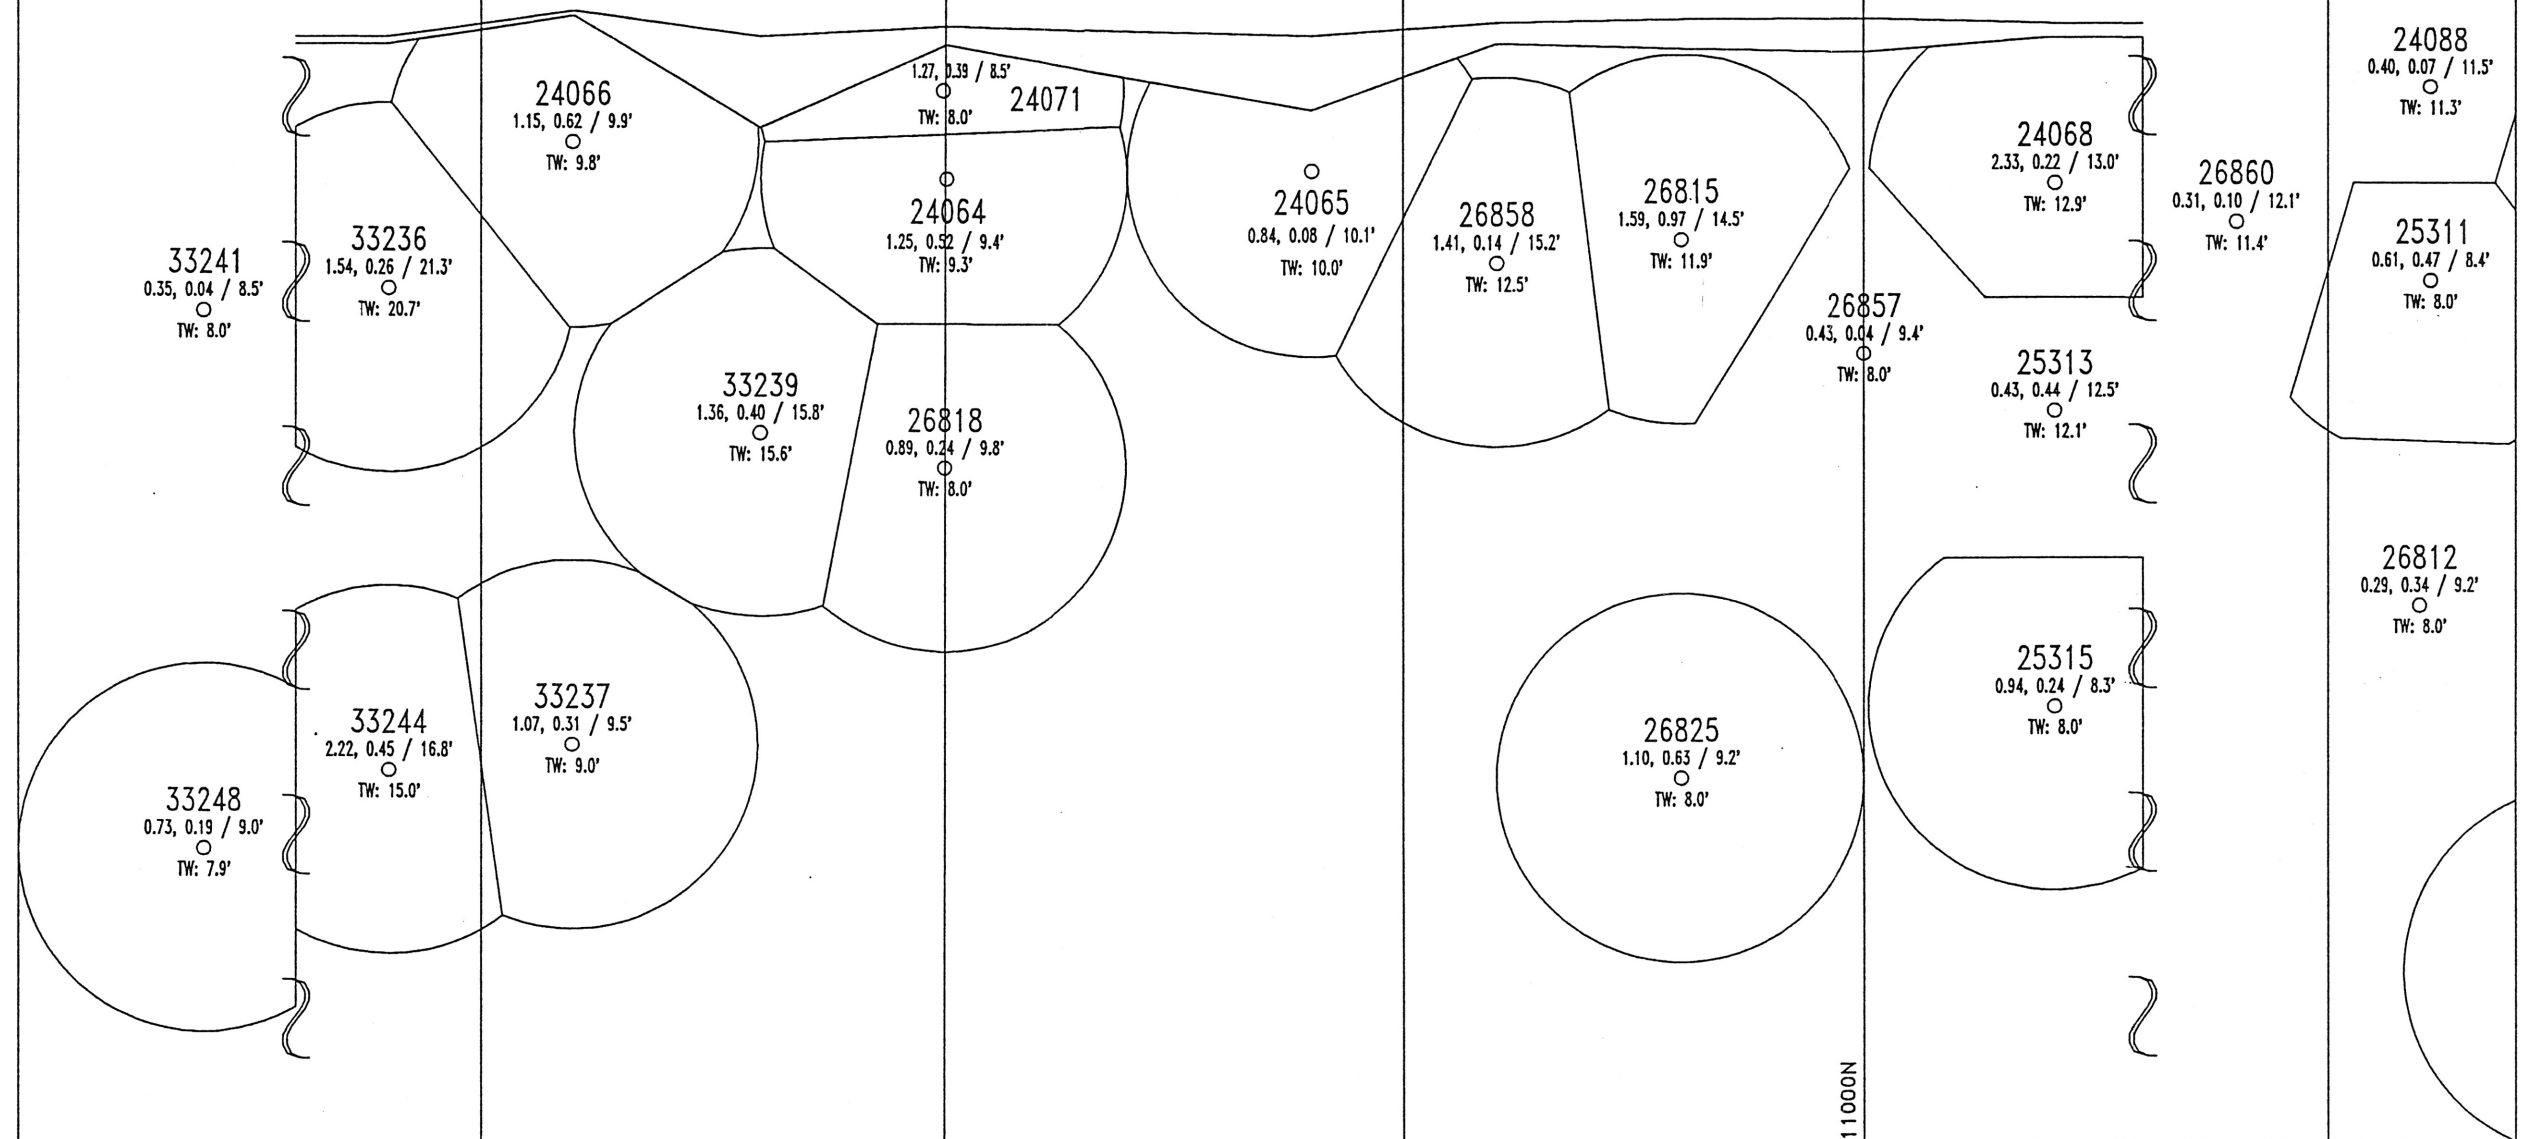 24088
0.40, 0.07 / 11.5'
TW: 11.3'
1.27, 0.39 / 8.5'
24071
TW: 8.0'
24066
1.15, 0.62 / 9.9'
TW: 9.8'
24068
2.33, 0.22 / 13.0'
TW: 12.9'
26860
0.31, 0.10 / 12.1'
TW: 11.4'
24064
1.25, 0.52 / 9.4'
TW: 9.3'
24065
0.84, 0.08 / 10.1'
TW: 10.0'
26858
1.41, 0.14 / 15.2'
TW: 12.5'
26815
1.59, 0.97 / 14.5'
TW: 11.9'
33241
0.35, 0.04 / 8.5'
TW: 8.0'
33236
1.54, 0.26 / 21.3'
TW: 20.7'
25311
0.61, 0.47 / 8.4'
TW: 8.0'
26857
0.43, 0.04 / 9.4'
TW: 8.0'
25313
0.43, 0.44 / 12.5'
TW: 12.1'
33239
1.36, 0.40 / 15.8'
TW: 15.6'
26818
0.89, 0.24 / 9.8'
TW: 8.0'
26812
0.29, 0.34 / 9.2'
TW: 8.0'
33244
2.22, 0.45 / 16.8'
TW: 15.0'
33237
1.07, 0.31 / 9.5'
TW: 9.0'
26825
1.10, 0.63 / 9.2'
TW: 8.0'
25315
0.94, 0.24 / 8.3'
TW: 8.0'
33248
0.73, 0.19 / 9.0'
TW: 7.9'
11000N